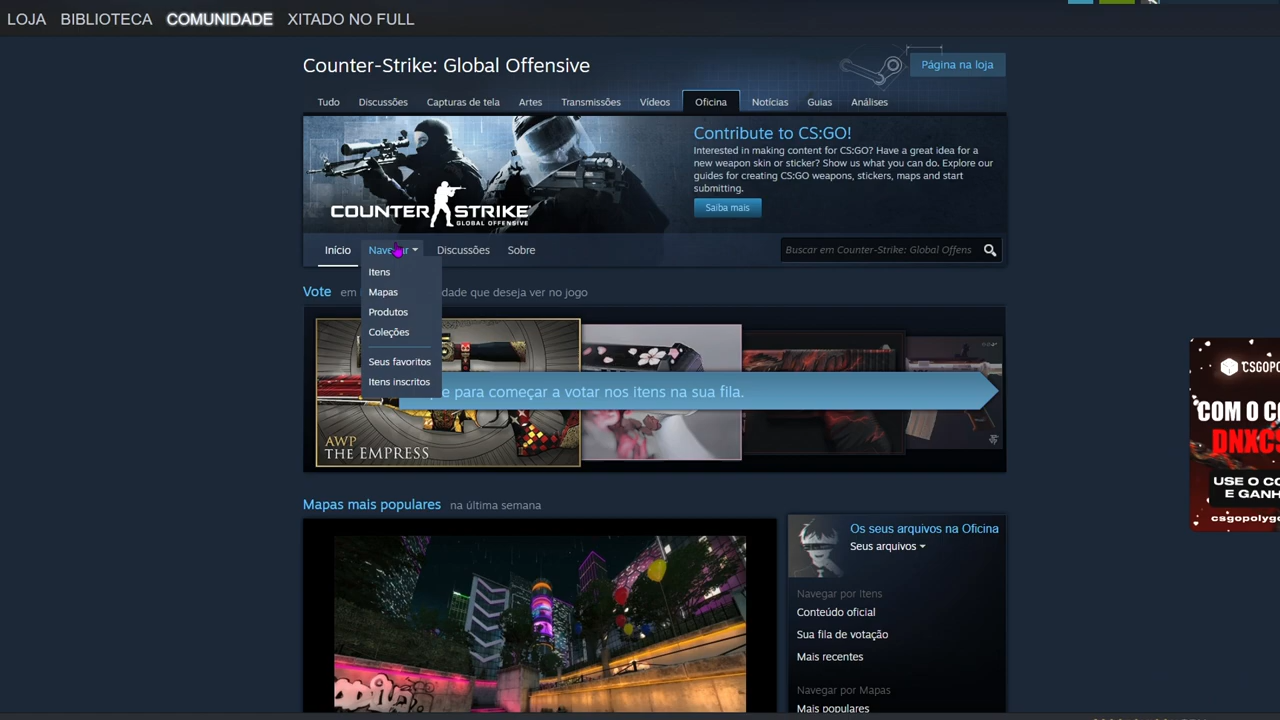 LOJA BIBLIOTECA COMUNIDADE XITADO NO FULL
Counter-Strike: Global Offensive
Página na loja
Tudo Discussões Capturas de tela Artes Transmissões Vídeos Oficina Notícias Guias Análises
Contribute to CS:GO!
Interested in making content for CS:GO? Have a great idea for a
new weapon skin or sticker? Show us what you can do. Explore our
guides for creating CS:GO weapons, stickers, maps and start
submitting.
Saiba mais
COUNTER STRIKE
GLOBAL OFFENSIVE
Início Navegar Discussões Sobre
Buscar em Counter-Strike: Global Offens
Itens
Mapas
Produtos
Coleções
Seus favoritos
Itens inscritos
Vote em dade que deseja ver no jogo
para começar a votar nos itens na sua fila.
AWP
THE EMPRESS
CSGOPO
COM O C
DNXCS
USE O CO
E GANH
csgopolyg
Mapas mais populares na última semana
Os seus arquivos na Oficina
Seus arquivos
Navegar por Itens
Conteúdo oficial
Sua fila de votação
Mais recentes
Navegar por Mapas
Mais populares